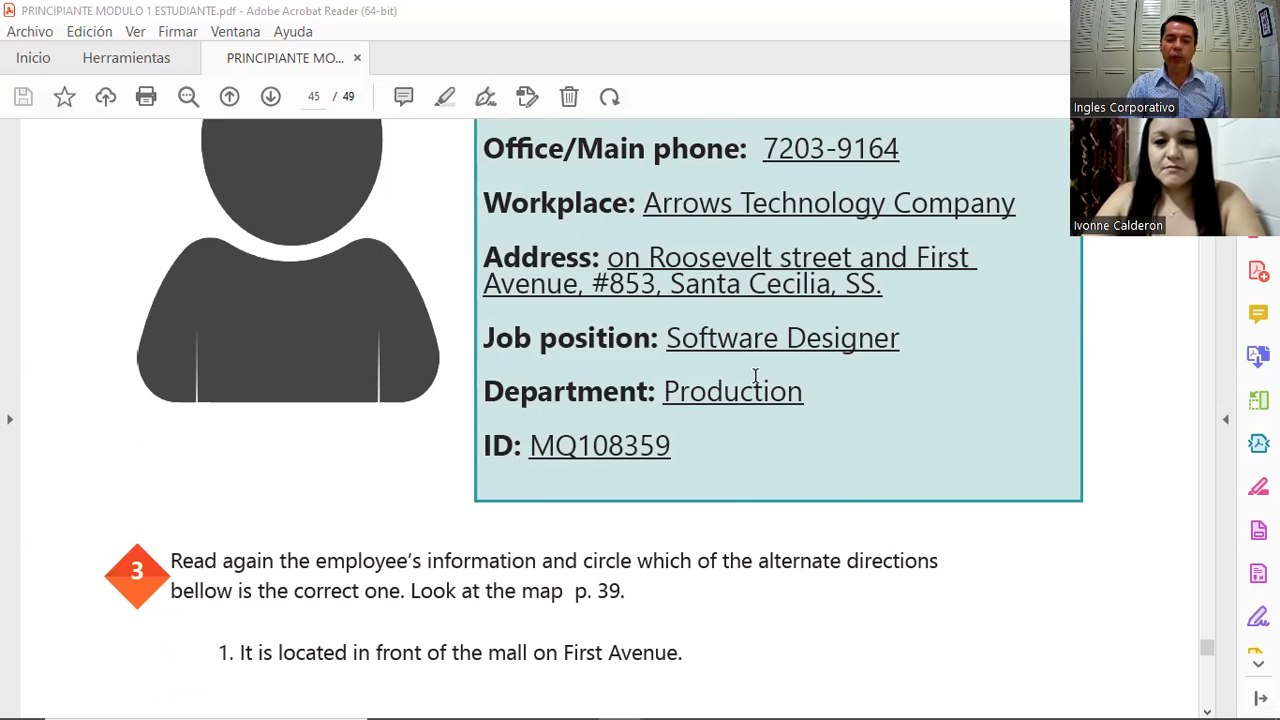 PRINCIPIANTE MODULO 1 ESTUDIANTE.pdf - Adobe Acrobat Reader (64-bit)
Archivo Edición Ver Firmar Ventana Ayuda
Inicio Herramientas PRINCIPIANTE MO... ×
45 / 49
Ingles Corporativo
Ivonne Calderon
Office/Main phone: 7203-9164
Workplace: Arrows Technology Company
Address: on Roosevelt street and First
Avenue, #853, Santa Cecilia, SS.
Job position: Software Designer
Department: Production
ID: MQ108359
3
Read again the employee's information and circle which of the alternate directions
bellow is the correct one. Look at the map p. 39.
1. It is located in front of the mall on First Avenue.